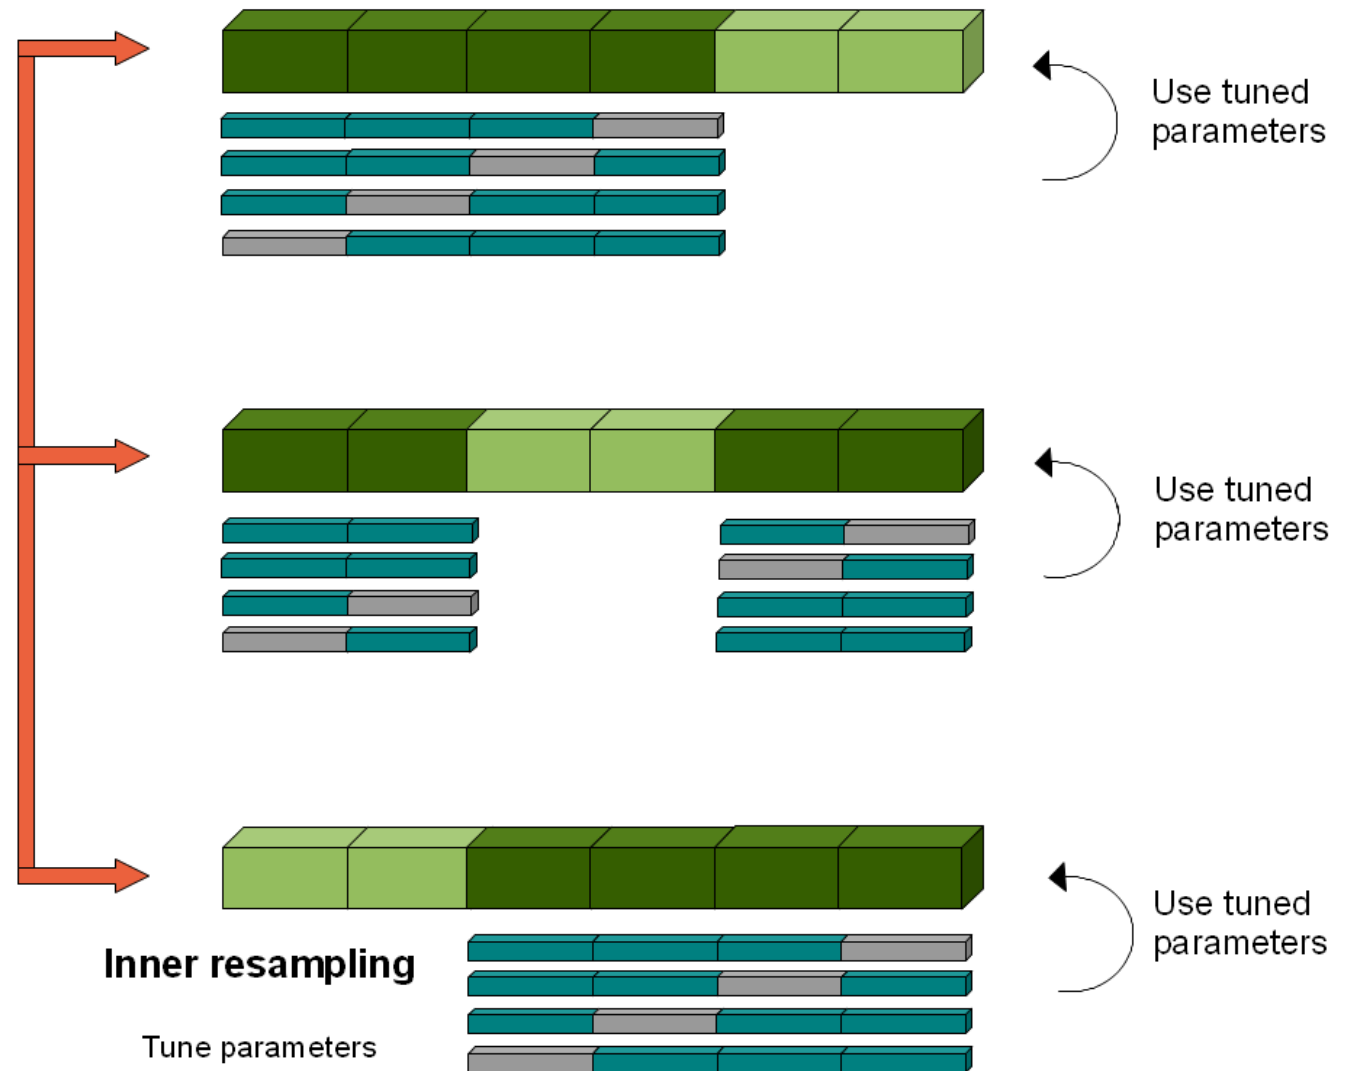 Use tuned
parameters
Use tuned
parameters
Use tuned
parameters
Inner resampling
Tune parameters